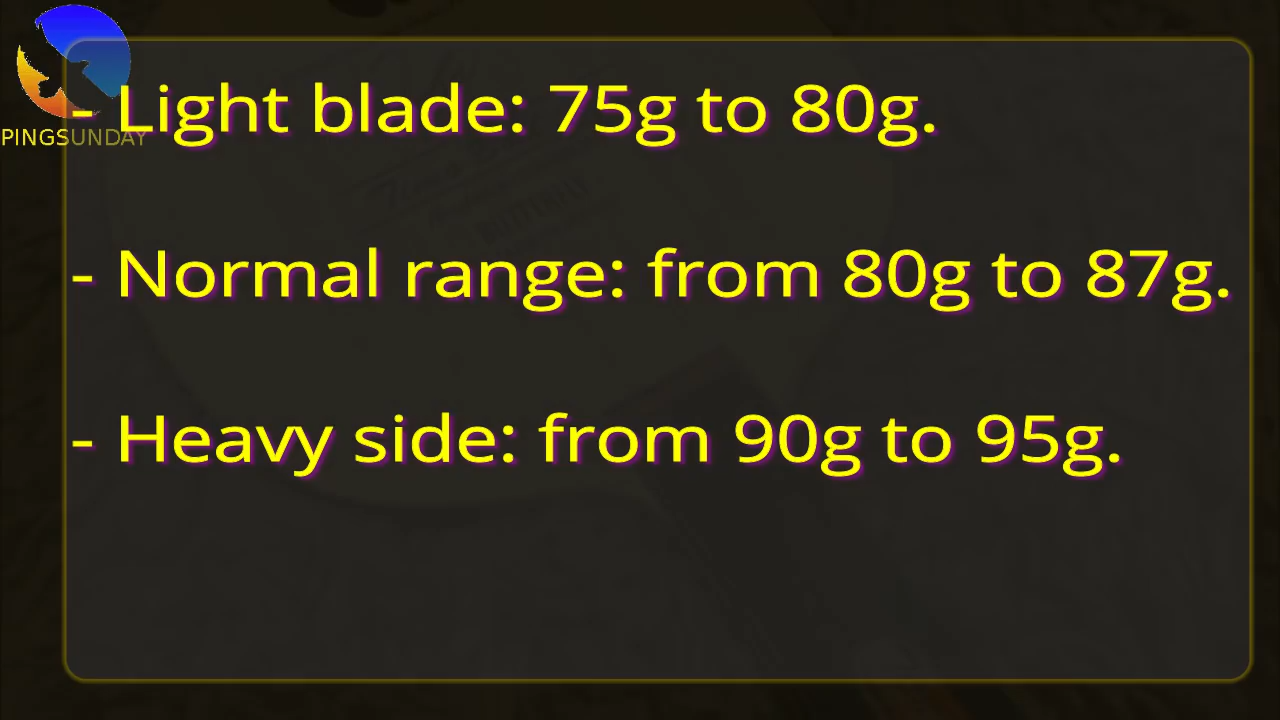 PINGSUNDAY
- Light blade: 75g to 80g.
- Normal range: from 80g to 87g.
- Heavy side: from 90g to 95g.